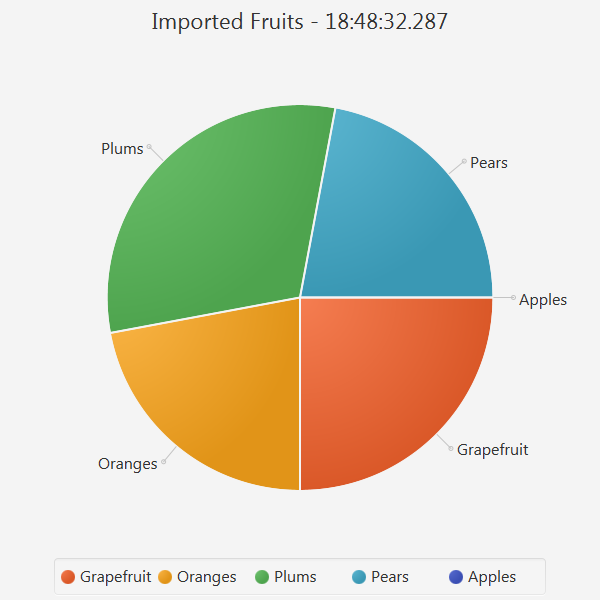 Imported Fruits - 18:48:32.287
Plums
Pears
Apples
Oranges
Grapefruit
Grapefruit Oranges Plums Pears Apples